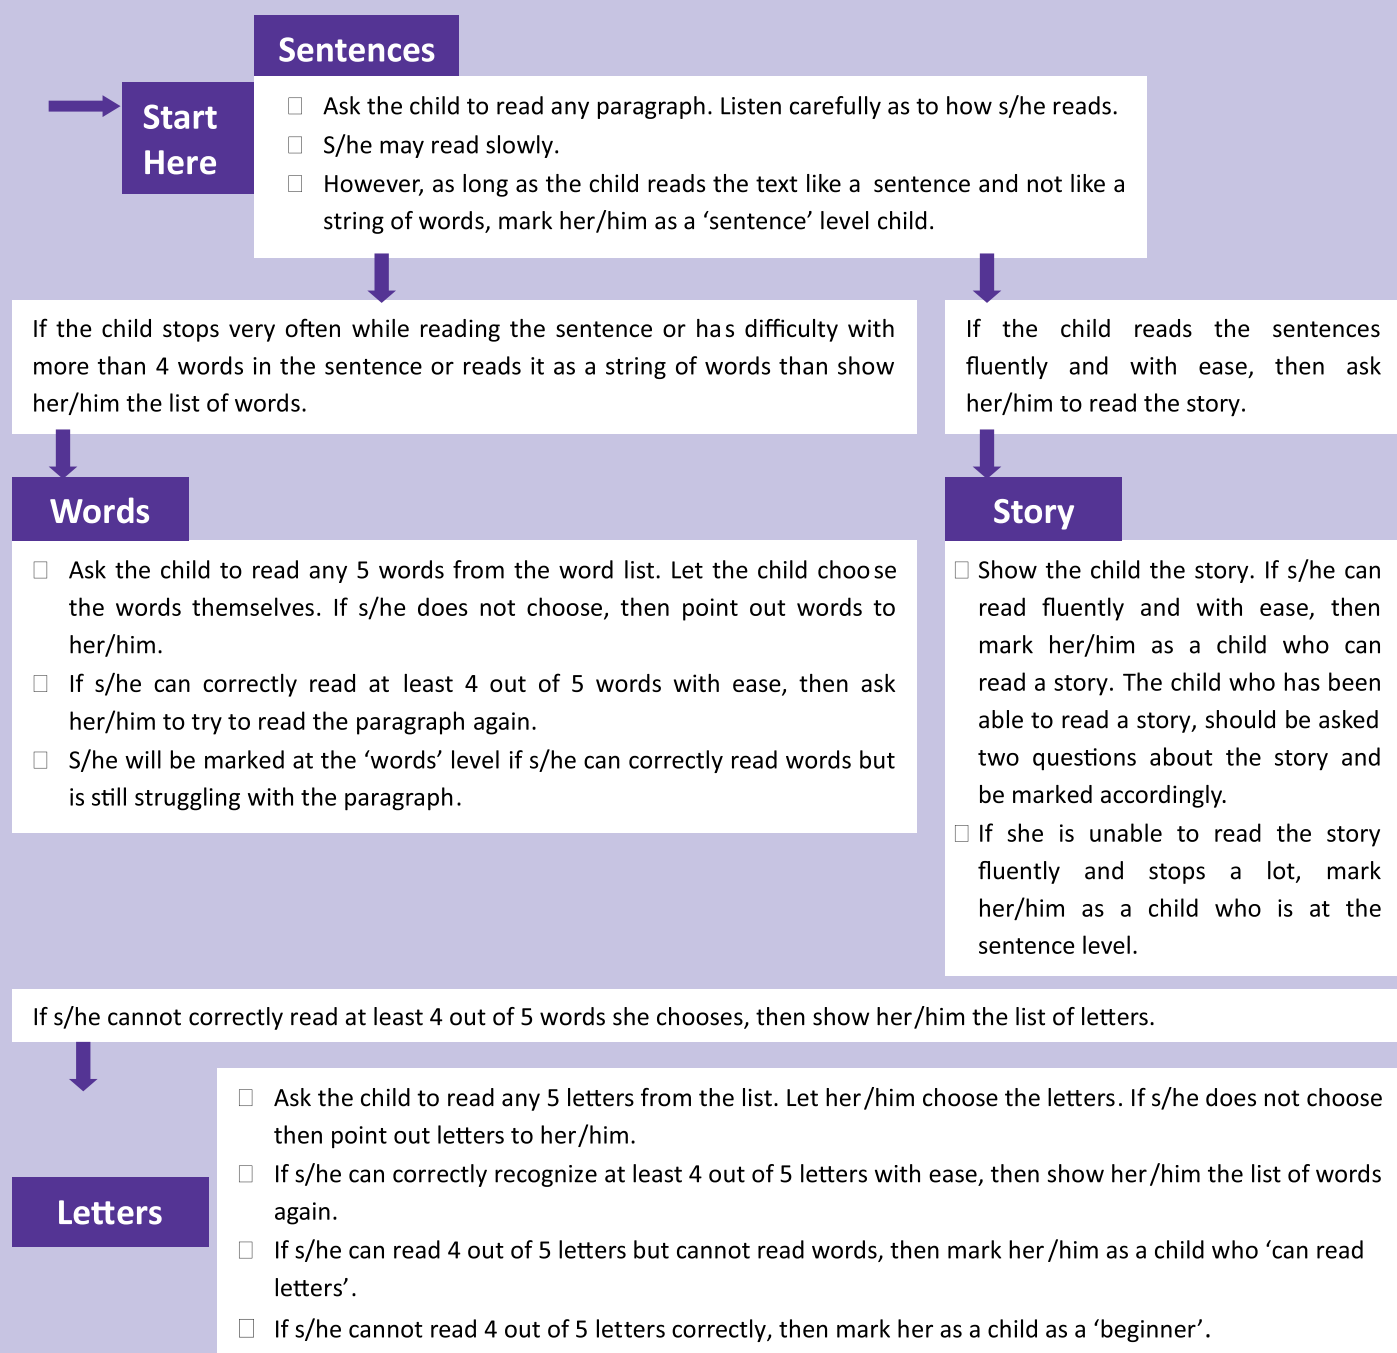 Sentences
Start
Here
Ask the child to read any paragraph. Listen carefully as to how s/he reads.
S/he may read slowly.
However, as long as the child reads the text like a sentence and not like a
string of words, mark her/him as a ‘sentence’ level child.
If the child stops very often while reading the sentence or has difficulty with
more than 4 words in the sentence or reads it as a string of words than show
her/him the list of words.
If the child reads the sentences
fluently and with ease, then ask
her/him to read the story.
Words
Ask the child to read any 5 words from the word list. Let the child choose
the words themselves. If s/he does not choose, then point out words to
her/him.
If s/he can correctly read at least 4 out of 5 words with ease, then ask
her/him to try to read the paragraph again.
S/he will be marked at the ‘words’ level if s/he can correctly read words but
is still struggling with the paragraph.
Story
Show the child the story. If s/he can
read fluently and with ease, then
mark her/him as a child who can
read a story. The child who has been
able to read a story, should be asked
two questions about the story and
be marked accordingly.
If she is unable to read the story
fluently and stops a lot, mark
her/him as a child who is at the
sentence level.
If s/he cannot correctly read at least 4 out of 5 words she chooses, then show her/him the list of letters.
Letters
Ask the child to read any 5 letters from the list. Let her/him choose the letters. If s/he does not choose
then point out letters to her/him.
If s/he can correctly recognize at least 4 out of 5 letters with ease, then show her/him the list of words
again.
If s/he can read 4 out of 5 letters but cannot read words, then mark her/him as a child who ‘can read
letters’.
If s/he cannot read 4 out of 5 letters correctly, then mark her as a child as a ‘beginner’.